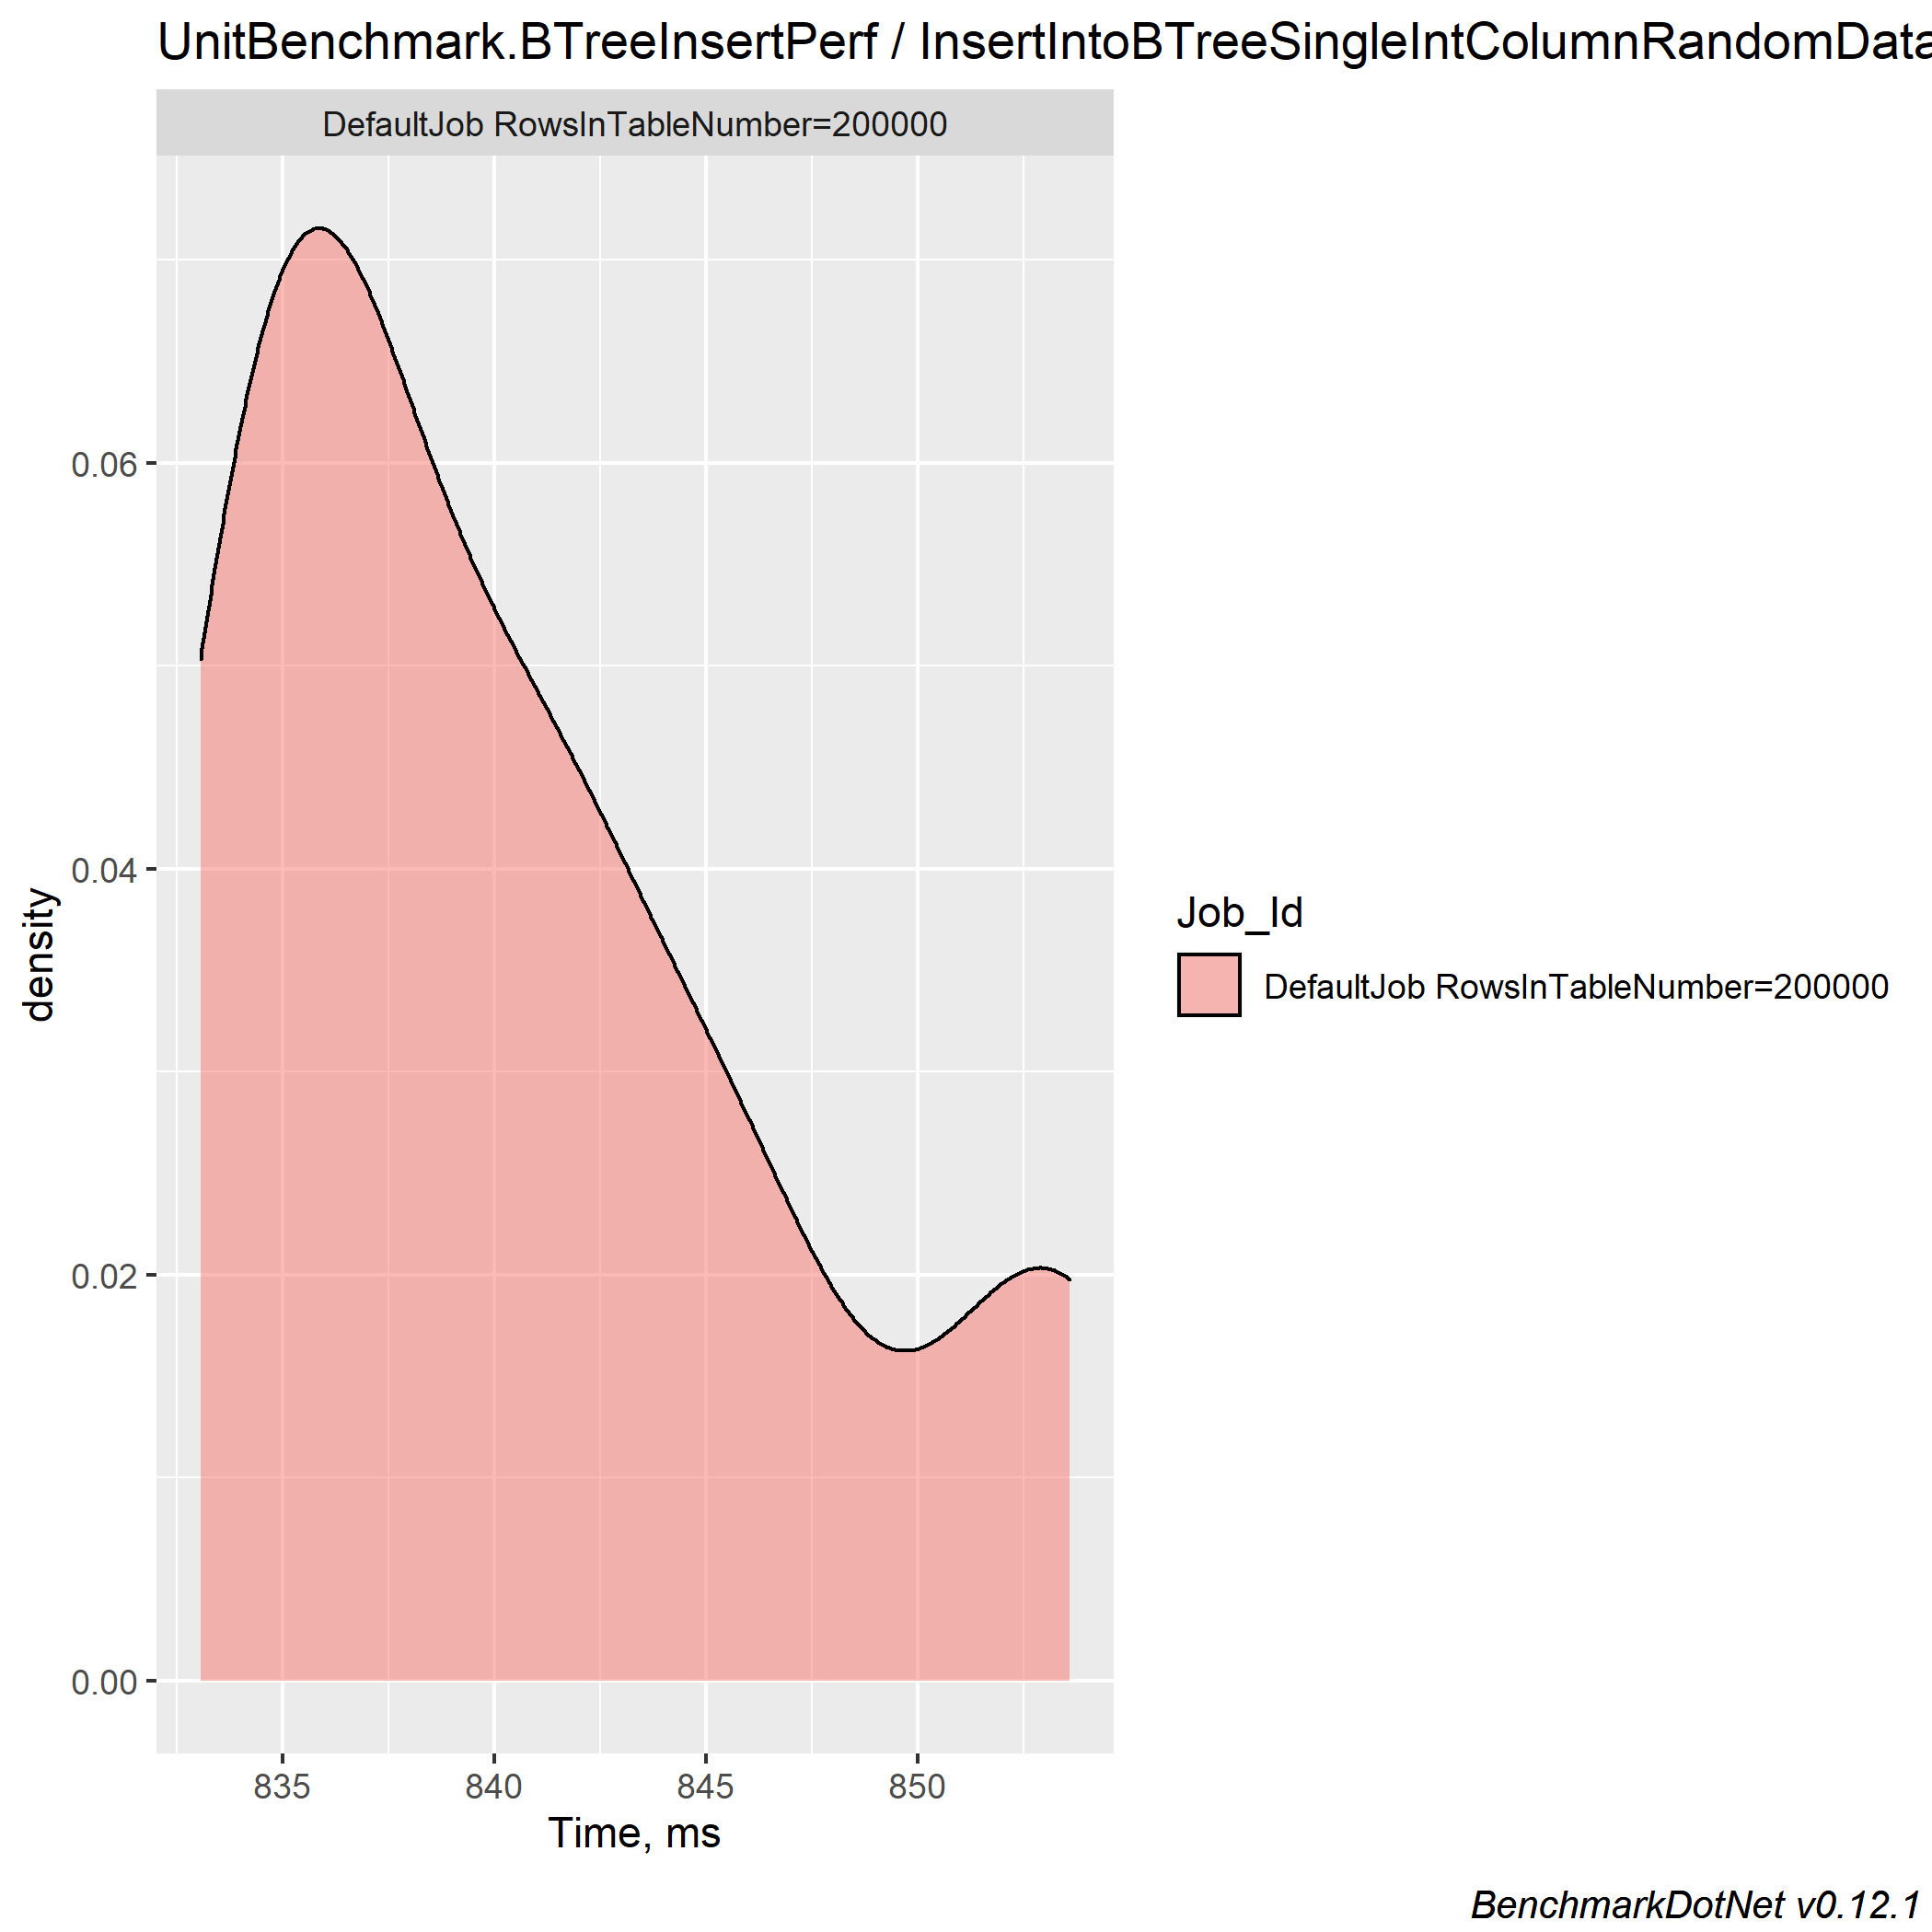 UnitBenchmark.BTreeInsertPerf / InsertIntoBTreeSingleIntColumnRandomData
DefaultJob RowsInTableNumber=200000
0.06
0.04
0.02
0.00
density
835 840 845 850
Time, ms
Job_Id
DefaultJob RowsInTableNumber=200000
BenchmarkDotNet v0.12.1